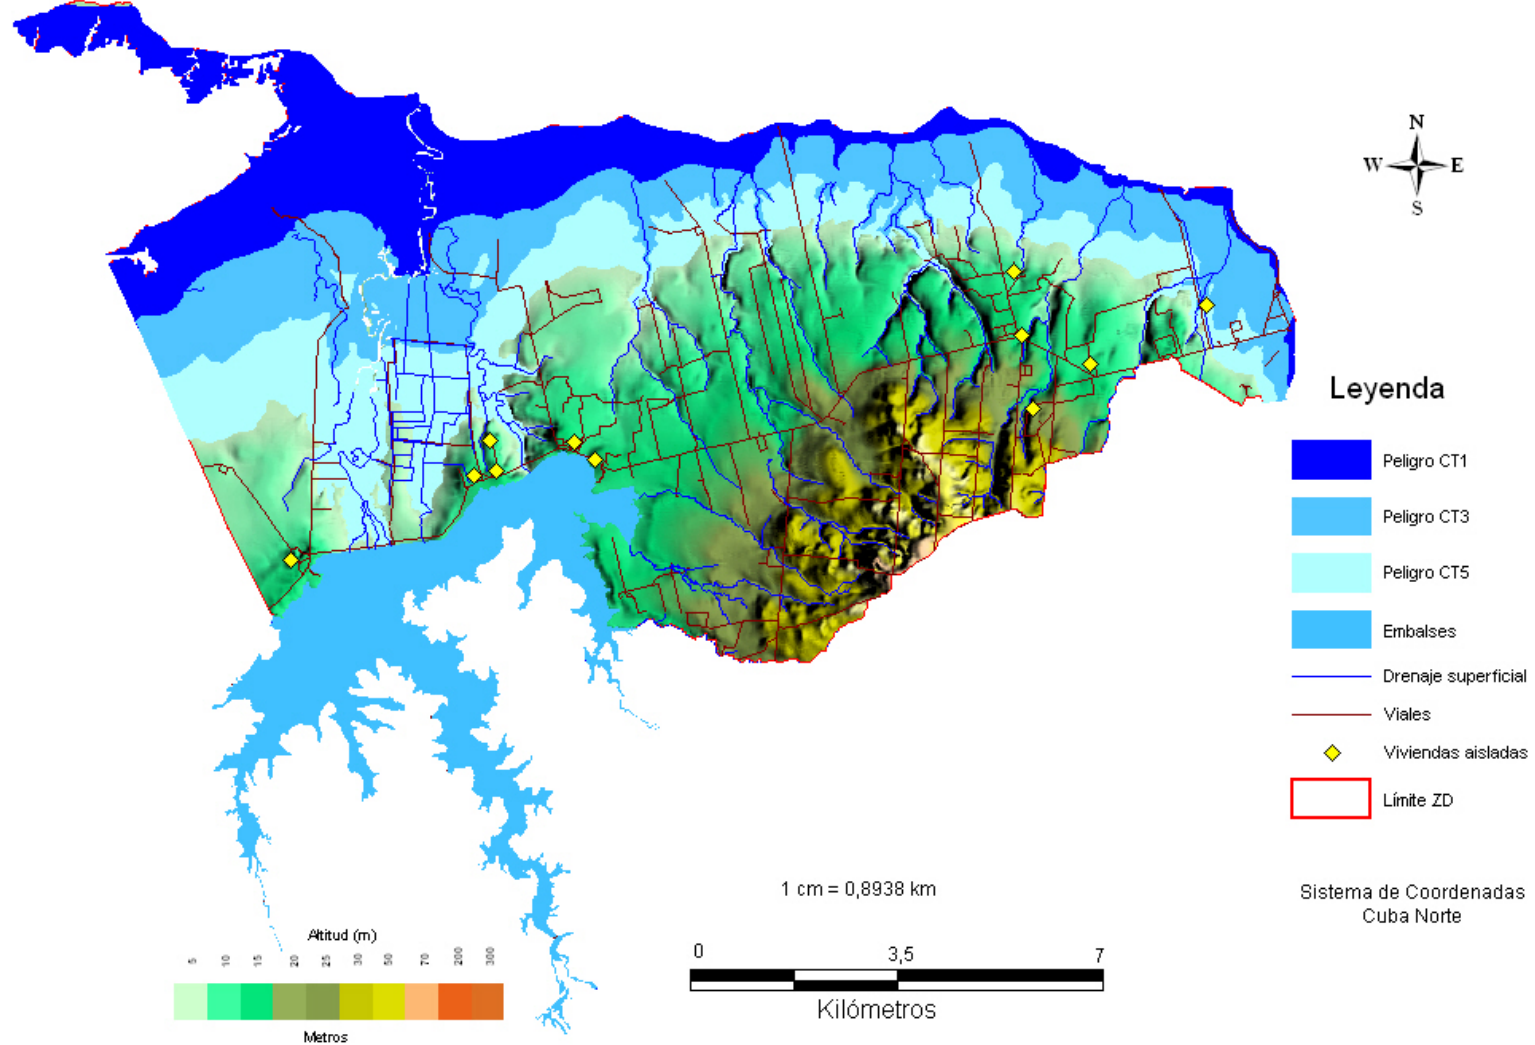 N
W E
S
Leyenda
Peligro CT1
Peligro CT3
Peligro CT5
Embalses
Drenaje superficial
Viales
Viviendas aisladas
Límite ZD
1 cm = 0,8938 km
Sistema de Coordenadas
Cuba Norte
Altitud (m)
5 10 15 20 25 30 50 70 200 300
Metros
0 3,5 7
Kilómetros